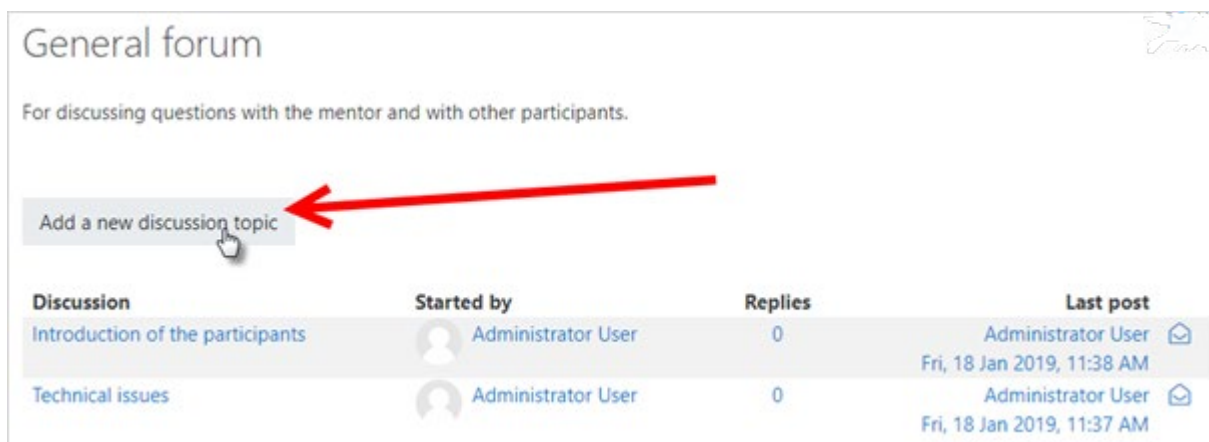 General forum
For discussing questions with the mentor and with other participants.
Add a new discussion topic
Discussion Started by Replies Last post
Introduction of the participants Administrator User 0 Administrator User
Fri, 18 Jan 2019, 11:38 AM
Technical issues Administrator User 0 Administrator User
Fri, 18 Jan 2019, 11:37 AM